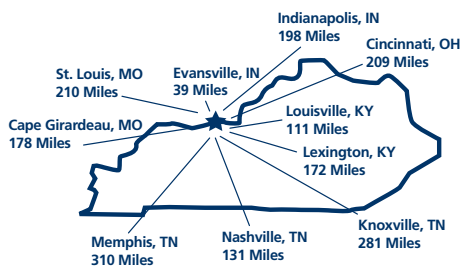 Indianapolis, IN
198 Miles
Cincinnati, OH
209 Miles
St. Louis, MO
210 Miles
Evansville, IN
39 Miles
Louisville, KY
111 Miles
Cape Girardeau, MO
178 Miles
Lexington, KY
172 Miles
Knoxville, TN
281 Miles
Memphis, TN
310 Miles
Nashville, TN
131 Miles